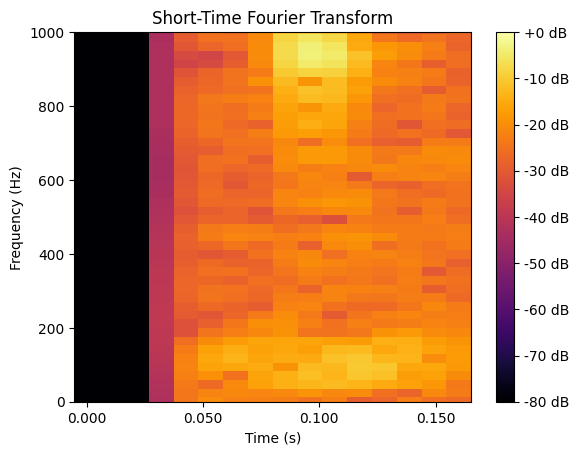 Short-Time Fourier Transform
1000
800
600
400
200
0
Frequency (Hz)
0.000
0.050
0.100
0.150
Time (s)
+0 dB
-10 dB
-20 dB
-30 dB
-40 dB
-50 dB
-60 dB
-70 dB
-80 dB